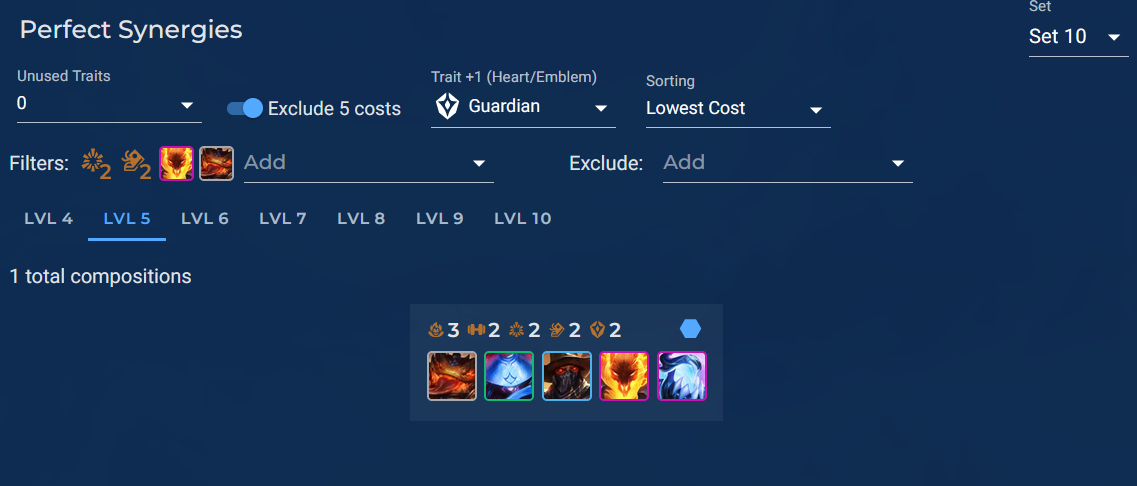 Perfect Synergies
Set
Set 10
Unused Traits
0
Exclude 5 costs
Trait +1 (Heart/Emblem)
Guardian
Sorting
Lowest Cost
Filters: 2 2 Add
Exclude: Add
LVL 4 LVL 5 LVL 6 LVL 7 LVL 8 LVL 9 LVL 10
1 total compositions
3 2 2 2 2